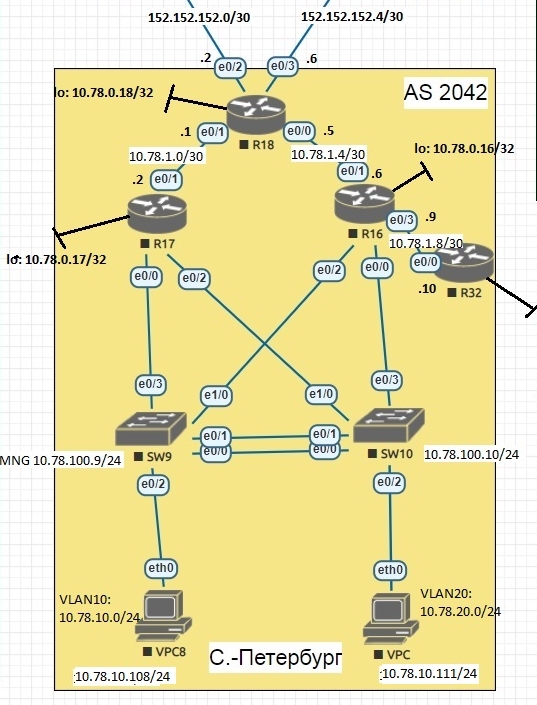 152.152.152.0/30
152.152.152.4/30
.2
e0/2
e0/3
.6
AS 2042
lo: 10.78.0.18/32
.1
e0/1
R18
e0/0
.5
10.78.1.0/30
10.78.1.4/30
lo: 10.78.0.16/32
.2
e0/1
e0/1
.6
R17
R16
e0/3
.9
10.78.1.8/30
lo: 10.78.0.17/32
e0/0
e0/2
e0/2
e0/0
e0/0
.10
R32
e0/3
e1/0
e1/0
e0/3
e0/1
e0/0
e0/1
e0/0
MNG 10.78.100.9/24
SW9
SW10
10.78.100.10/24
e0/2
e0/2
eth0
eth0
VLAN10:
10.78.10.0/24
VLAN20:
10.78.20.0/24
VPC8
VPC
С.-Петербург
:10.78.10.108/24
:10.78.10.111/24